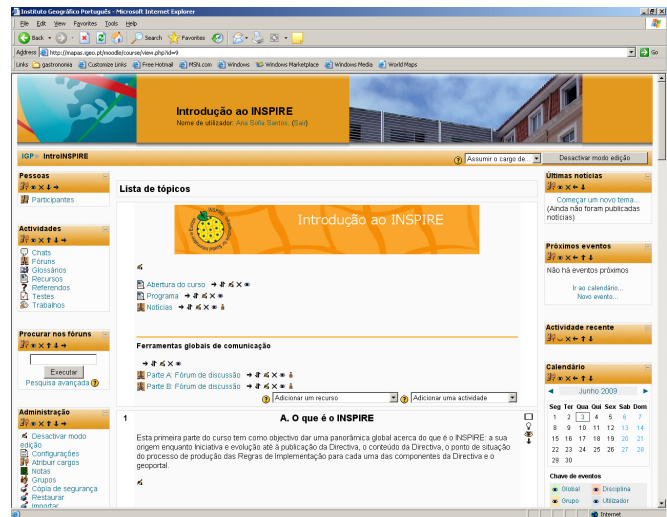 Instituto Geográfico Português - Microsoft Internet Explorer
File Edit View Favorites Tools Help
Back Search Favorites
Address http://mapas.igeo.pt/moodle/course/view.php?id=9 Go
Links gastronomia Customize Links Free Hotmail MSN.com Windows Windows Marketplace Windows Media World Maps
Introdução ao INSPIRE
Nome de utilizador: Ana Sofia Santos. (Sair)
IGP ► IntroINSPIRE
Assumir o cargo de...
Desactivar modo edição
Pessoas
Participantes
Actividades
Chats
Fóruns
Glossários
Recursos
Referendos
Testes
Trabalhos
Procurar nos fóruns
Executar
Pesquisa avançada
Administração
Desactivar modo edição
Configurações
Atribuir cargos
Notas
Grupos
Cópia de segurança
Restaurar
Importar
Lista de tópicos
Introdução ao INSPIRE
Abertura do curso
Programa
Notícias
Ferramentas globais de comunicação
Parte A: Fórum de discussão
Parte B: Fórum de discussão
Adicionar um recurso
Adicionar uma actividade
1
A. O que é o INSPIRE
Esta primeira parte do curso tem como objectivo dar uma panorâmica global acerca do que é o INSPIRE: a sua
origem enquanto Iniciativa e evolução até à publicação da Directiva, o conteúdo da Directiva, o ponto de situação
do processo de produção das Regras de Implementação para cada uma das componentes da Directiva e o
geoportal.
Últimas notícias
Começar um novo tema...
(Ainda não foram publicadas
notícias)
Próximos eventos
Não há eventos próximos
Ir ao calendário...
Novo evento...
Actividade recente
Calendário
◄ Junho 2009 ►
Seg Ter Qua Qui Sex Sab Dom
1 2 3 4 5 6 7
8 9 10 11 12 13 14
15 16 17 18 19 20 21
22 23 24 25 26 27 28
29 30
Chave de eventos
Global Disciplina
Grupo Utilizador
Internet